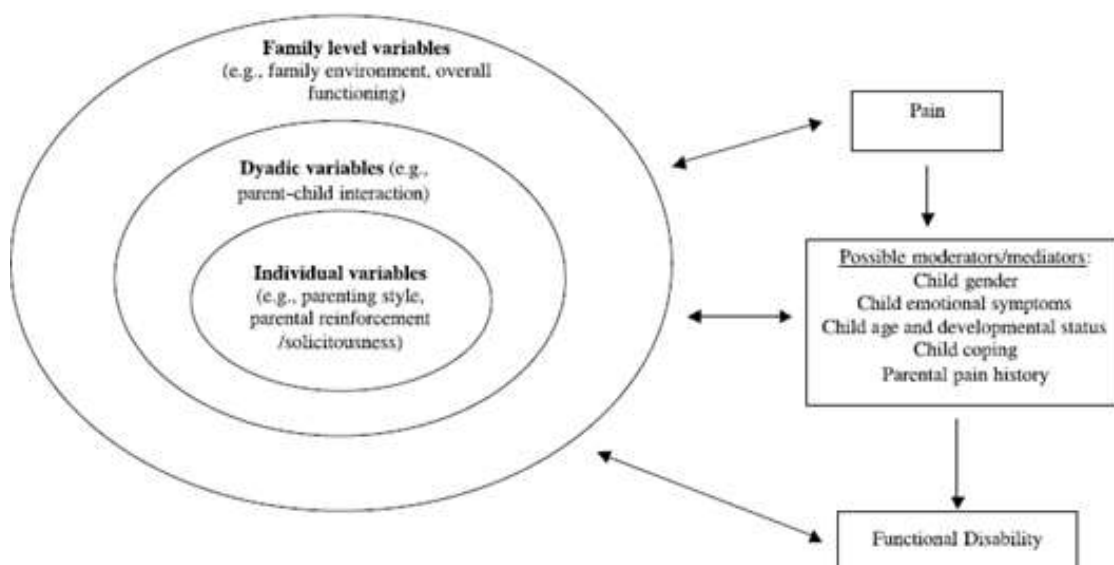 Family level variables
(e.g., family environment, overall
functioning)
Dyadic variables (e.g.,
parent–child interaction)
Individual variables
(e.g., parenting style,
parental reinforcement
/solicitousness)
Pain
Possible moderators/mediators:
Child gender
Child emotional symptoms
Child age and developmental status
Child coping
Parental pain history
Functional Disability